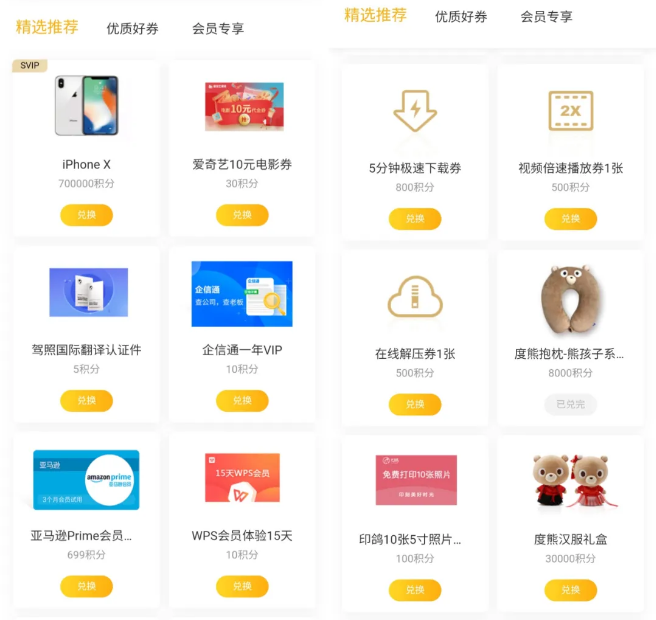 精选推荐
优质好券
会员专享
SVIP
iPhone X
700000积分
兑换
10元
爱奇艺10元电影券
30积分
兑换
驾照国际翻译认证件
5积分
兑换
企信通
查公司，查老板
企信通一年VIP
10积分
兑换
亚马逊
amazon prime
3个月会员试用
亚马逊Prime会员...
699积分
兑换
15天WPS会员
WPS会员体验15天
10积分
兑换
精选推荐
优质好券
会员专享
5分钟极速下载券
800积分
兑换
2X
视频倍速播放券1张
500积分
兑换
在线解压券1张
500积分
兑换
度熊抱枕-熊孩子系...
8000积分
已兑完
免费打印10张照片
印鸽10张5寸照片...
100积分
兑换
度熊汉服礼盒
30000积分
兑换